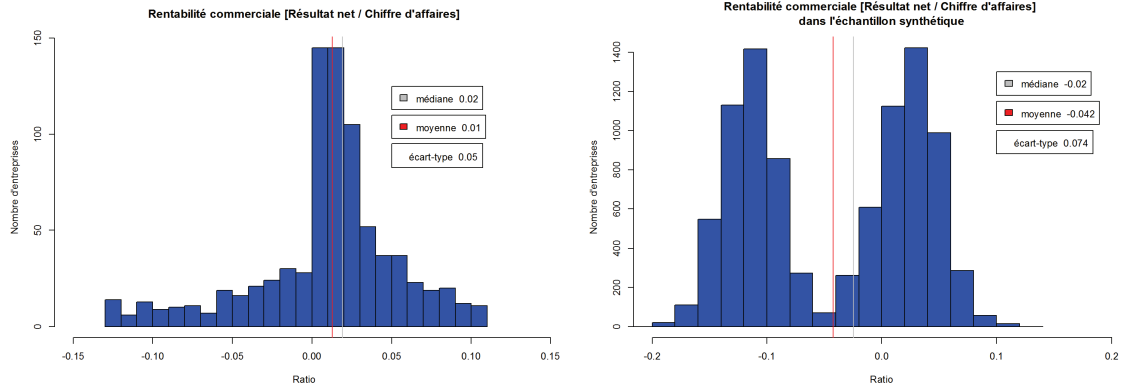 Rentabilité commerciale [Résultat net / Chiffre d'affaires]
Nombre d'entreprises
150
100
50
0
médiane 0.02
moyenne 0.01
écart-type 0.05
-0.15 -0.10 -0.05 0.00 0.05 0.10 0.15
Ratio
Rentabilité commerciale [Résultat net / Chiffre d'affaires]
dans l'échantillon synthétique
Nombre d'entreprises
1400
1200
1000
800
600
400
200
0
médiane -0.02
moyenne -0.042
écart-type 0.074
-0.2 -0.1 0.0 0.1 0.2
Ratio